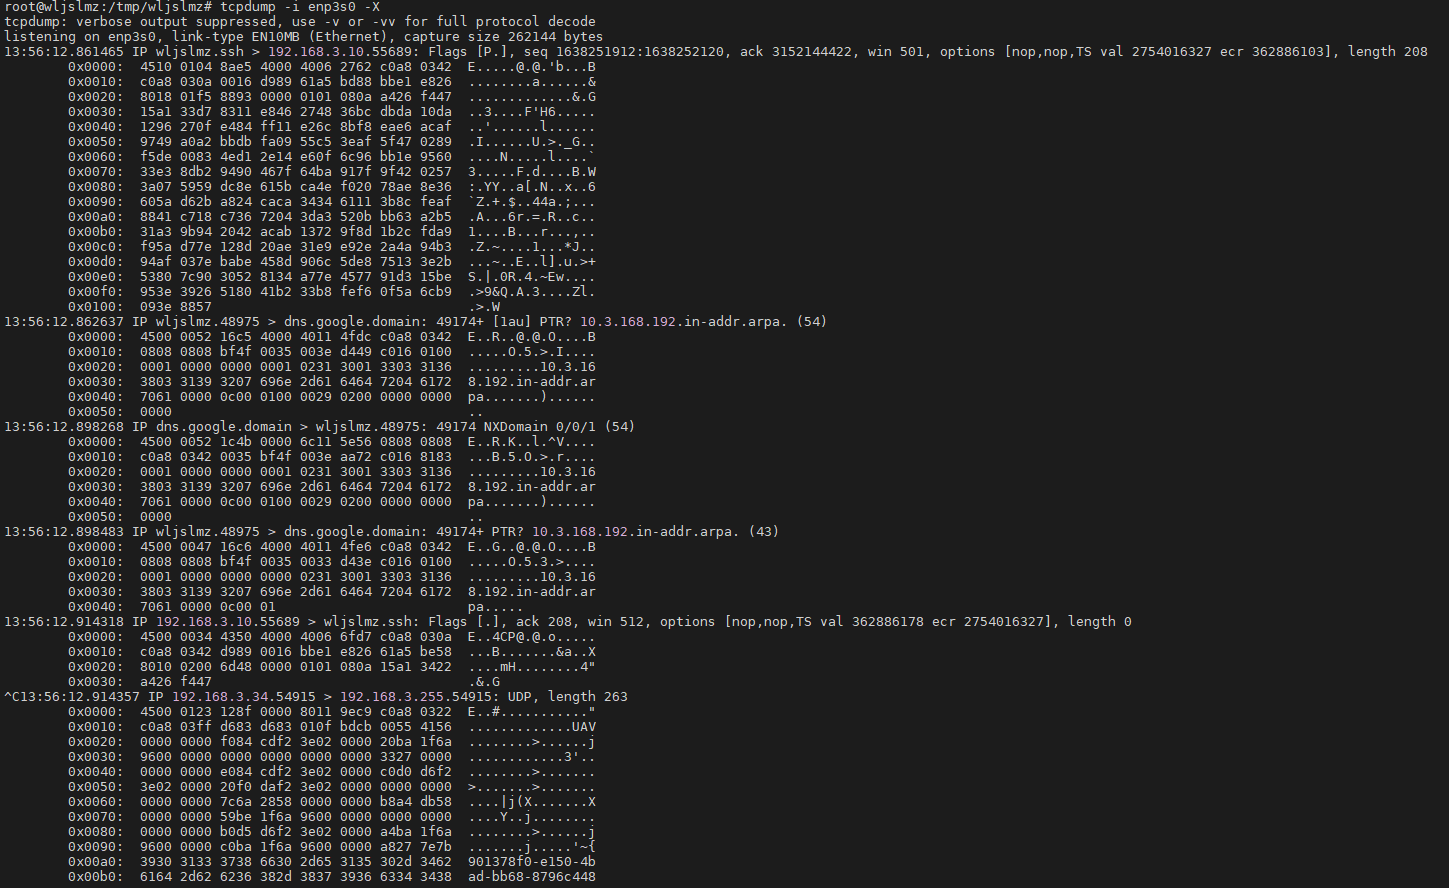 root@wljslmz:/tmp/wljslmz# tcpdump -i enp3s0 -X
tcpdump: verbose output suppressed, use -v or -vv for full protocol decode
listening on enp3s0, link-type EN10MB (Ethernet), capture size 262144 bytes
13:56:12.861465 IP wljslmz.ssh > 192.168.3.10.55689: Flags [P.], seq 1638251912:1638252120, ack 3152144422, win 501, options [nop,nop,TS val 2754016327 ecr 362886103], length 208
0x0000:  4510 0104 8ae5 4000 4006 2762 c0a8 0342  E.....@.@.'b...B
0x0010:  c0a8 030a 0016 d989 61a5 bd88 bbe1 e826  ........a......&
0x0020:  8018 01f5 8893 0000 0101 080a a426 f447  .............&.G
0x0030:  15a1 33d7 8311 e846 2748 36bc dbda 10da  ..3....F'H6.....
0x0040:  1296 270f e484 ff11 e26c 8bf8 eae6 acaf  ..'......l......
0x0050:  9749 a0a2 bbdb fa09 55c5 3eaf 5f47 0289  .I......U.>._G..
0x0060:  f5de 0083 4ed1 2e14 e60f 6c96 bb1e 9560  ....N.....l....`
0x0070:  33e3 8db2 9490 467f 64ba 917f 9f42 0257  3.....F.d....B.W
0x0080:  3a07 5959 dc8e 615b ca4e f020 78ae 8e36  :.YY..a[.N..x..6
0x0090:  605a d62b a824 caca 3434 6111 3b8c feaf  `Z.+.$..44a.;...
0x00a0:  8841 c718 c736 7204 3da3 520b bb63 a2b5  .A...6r.=.R..c..
0x00b0:  31a3 9b94 2042 acab 1372 9f8d 1b2c fda9  1....B...r...,..
0x00c0:  f95a d77e 128d 20ae 31e9 e92e 2a4a 94b3  .Z.~....1...*J..
0x00d0:  94af 037e babe 458d 906c 5de8 7513 3e2b  ...~..E..l].u.>+
0x00e0:  5380 7c90 3052 8134 a77e 4577 91d3 15be  S.|.0R.4.~Ew....
0x00f0:  953e 3926 5180 41b2 33b8 fef6 0f5a 6cb9  .>9&Q.A.3....Zl.
0x0100:  093e 8857                                .>.W
13:56:12.862637 IP wljslmz.48975 > dns.google.domain: 49174+ [1au] PTR? 10.3.168.192.in-addr.arpa. (54)
0x0000:  4500 0052 16c5 4000 4011 4fdc c0a8 0342  E..R..@.@.O....B
0x0010:  0808 0808 bf4f 0035 003e d449 c016 0100  .....O.5.>.I....
0x0020:  0001 0000 0000 0001 0231 3001 3303 3136  .........10.3.16
0x0030:  3803 3139 3207 696e 2d61 6464 7204 6172  8.192.in-addr.ar
0x0040:  7061 0000 0c00 0100 0029 0200 0000 0000  pa.......)......
0x0050:  0000                                     ..
13:56:12.898268 IP dns.google.domain > wljslmz.48975: 49174 NXDomain 0/0/1 (54)
0x0000:  4500 0052 1c4b 0000 6c11 5e56 0808 0808  E..R.K..l.^V....
0x0010:  c0a8 0342 0035 bf4f 003e aa72 c016 8183  ...B.5.O.>.r....
0x0020:  0001 0000 0000 0001 0231 3001 3303 3136  .........10.3.16
0x0030:  3803 3139 3207 696e 2d61 6464 7204 6172  8.192.in-addr.ar
0x0040:  7061 0000 0c00 0100 0029 0200 0000 0000  pa.......)......
0x0050:  0000                                     ..
13:56:12.898483 IP wljslmz.48975 > dns.google.domain: 49174+ PTR? 10.3.168.192.in-addr.arpa. (43)
0x0000:  4500 0047 16c6 4000 4011 4fe6 c0a8 0342  E..G..@.@.O....B
0x0010:  0808 0808 bf4f 0035 0033 d43e c016 0100  .....O.5.3.>....
0x0020:  0001 0000 0000 0000 0231 3001 3303 3136  .........10.3.16
0x0030:  3803 3139 3207 696e 2d61 6464 7204 6172  8.192.in-addr.ar
0x0040:  7061 0000 0c00 01                        pa.....
13:56:12.914318 IP 192.168.3.10.55689 > wljslmz.ssh: Flags [.], ack 208, win 512, options [nop,nop,TS val 362886178 ecr 2754016327], length 0
0x0000:  4500 0034 4350 4000 4006 6fd7 c0a8 030a  E..4CP@.@.o.....
0x0010:  c0a8 0342 d989 0016 bbe1 e826 61a5 be58  ...B.......&a..X
0x0020:  8010 0200 6d48 0000 0101 080a 15a1 3422  ....mH........4"
0x0030:  a426 f447                                .&.G
^C13:56:12.914357 IP 192.168.3.34.54915 > 192.168.3.255.54915: UDP, length 263
0x0000:  4500 0123 128f 0000 8011 9ec9 c0a8 0322  E..#..........."
0x0010:  c0a8 03ff d683 d683 010f bdcb 0055 4156  .............UAV
0x0020:  0000 0000 f084 cdf2 3e02 0000 20ba 1f6a  ........>......j
0x0030:  9600 0000 0000 0000 0000 0000 3327 0000  ............3'..
0x0040:  0000 0000 e084 cdf2 3e02 0000 c0d0 d6f2  ........>.......
0x0050:  3e02 0000 20f0 daf2 3e02 0000 0000 0000  >.......>.......
0x0060:  0000 0000 7c6a 2858 0000 0000 b8a4 db58  ....|j(X.......X
0x0070:  0000 0000 59be 1f6a 9600 0000 0000 0000  ....Y..j........
0x0080:  0000 0000 b0d5 d6f2 3e02 0000 a4ba 1f6a  ........>......j
0x0090:  9600 0000 c0ba 1f6a 9600 0000 a827 7e7b  .......j.....'~{
0x00a0:  3930 3133 3738 6630 2d65 3135 302d 3462  901378f0-e150-4b
0x00b0:  6164 2d62 6236 382d 3837 3936 6334 3438  ad-bb68-8796c448